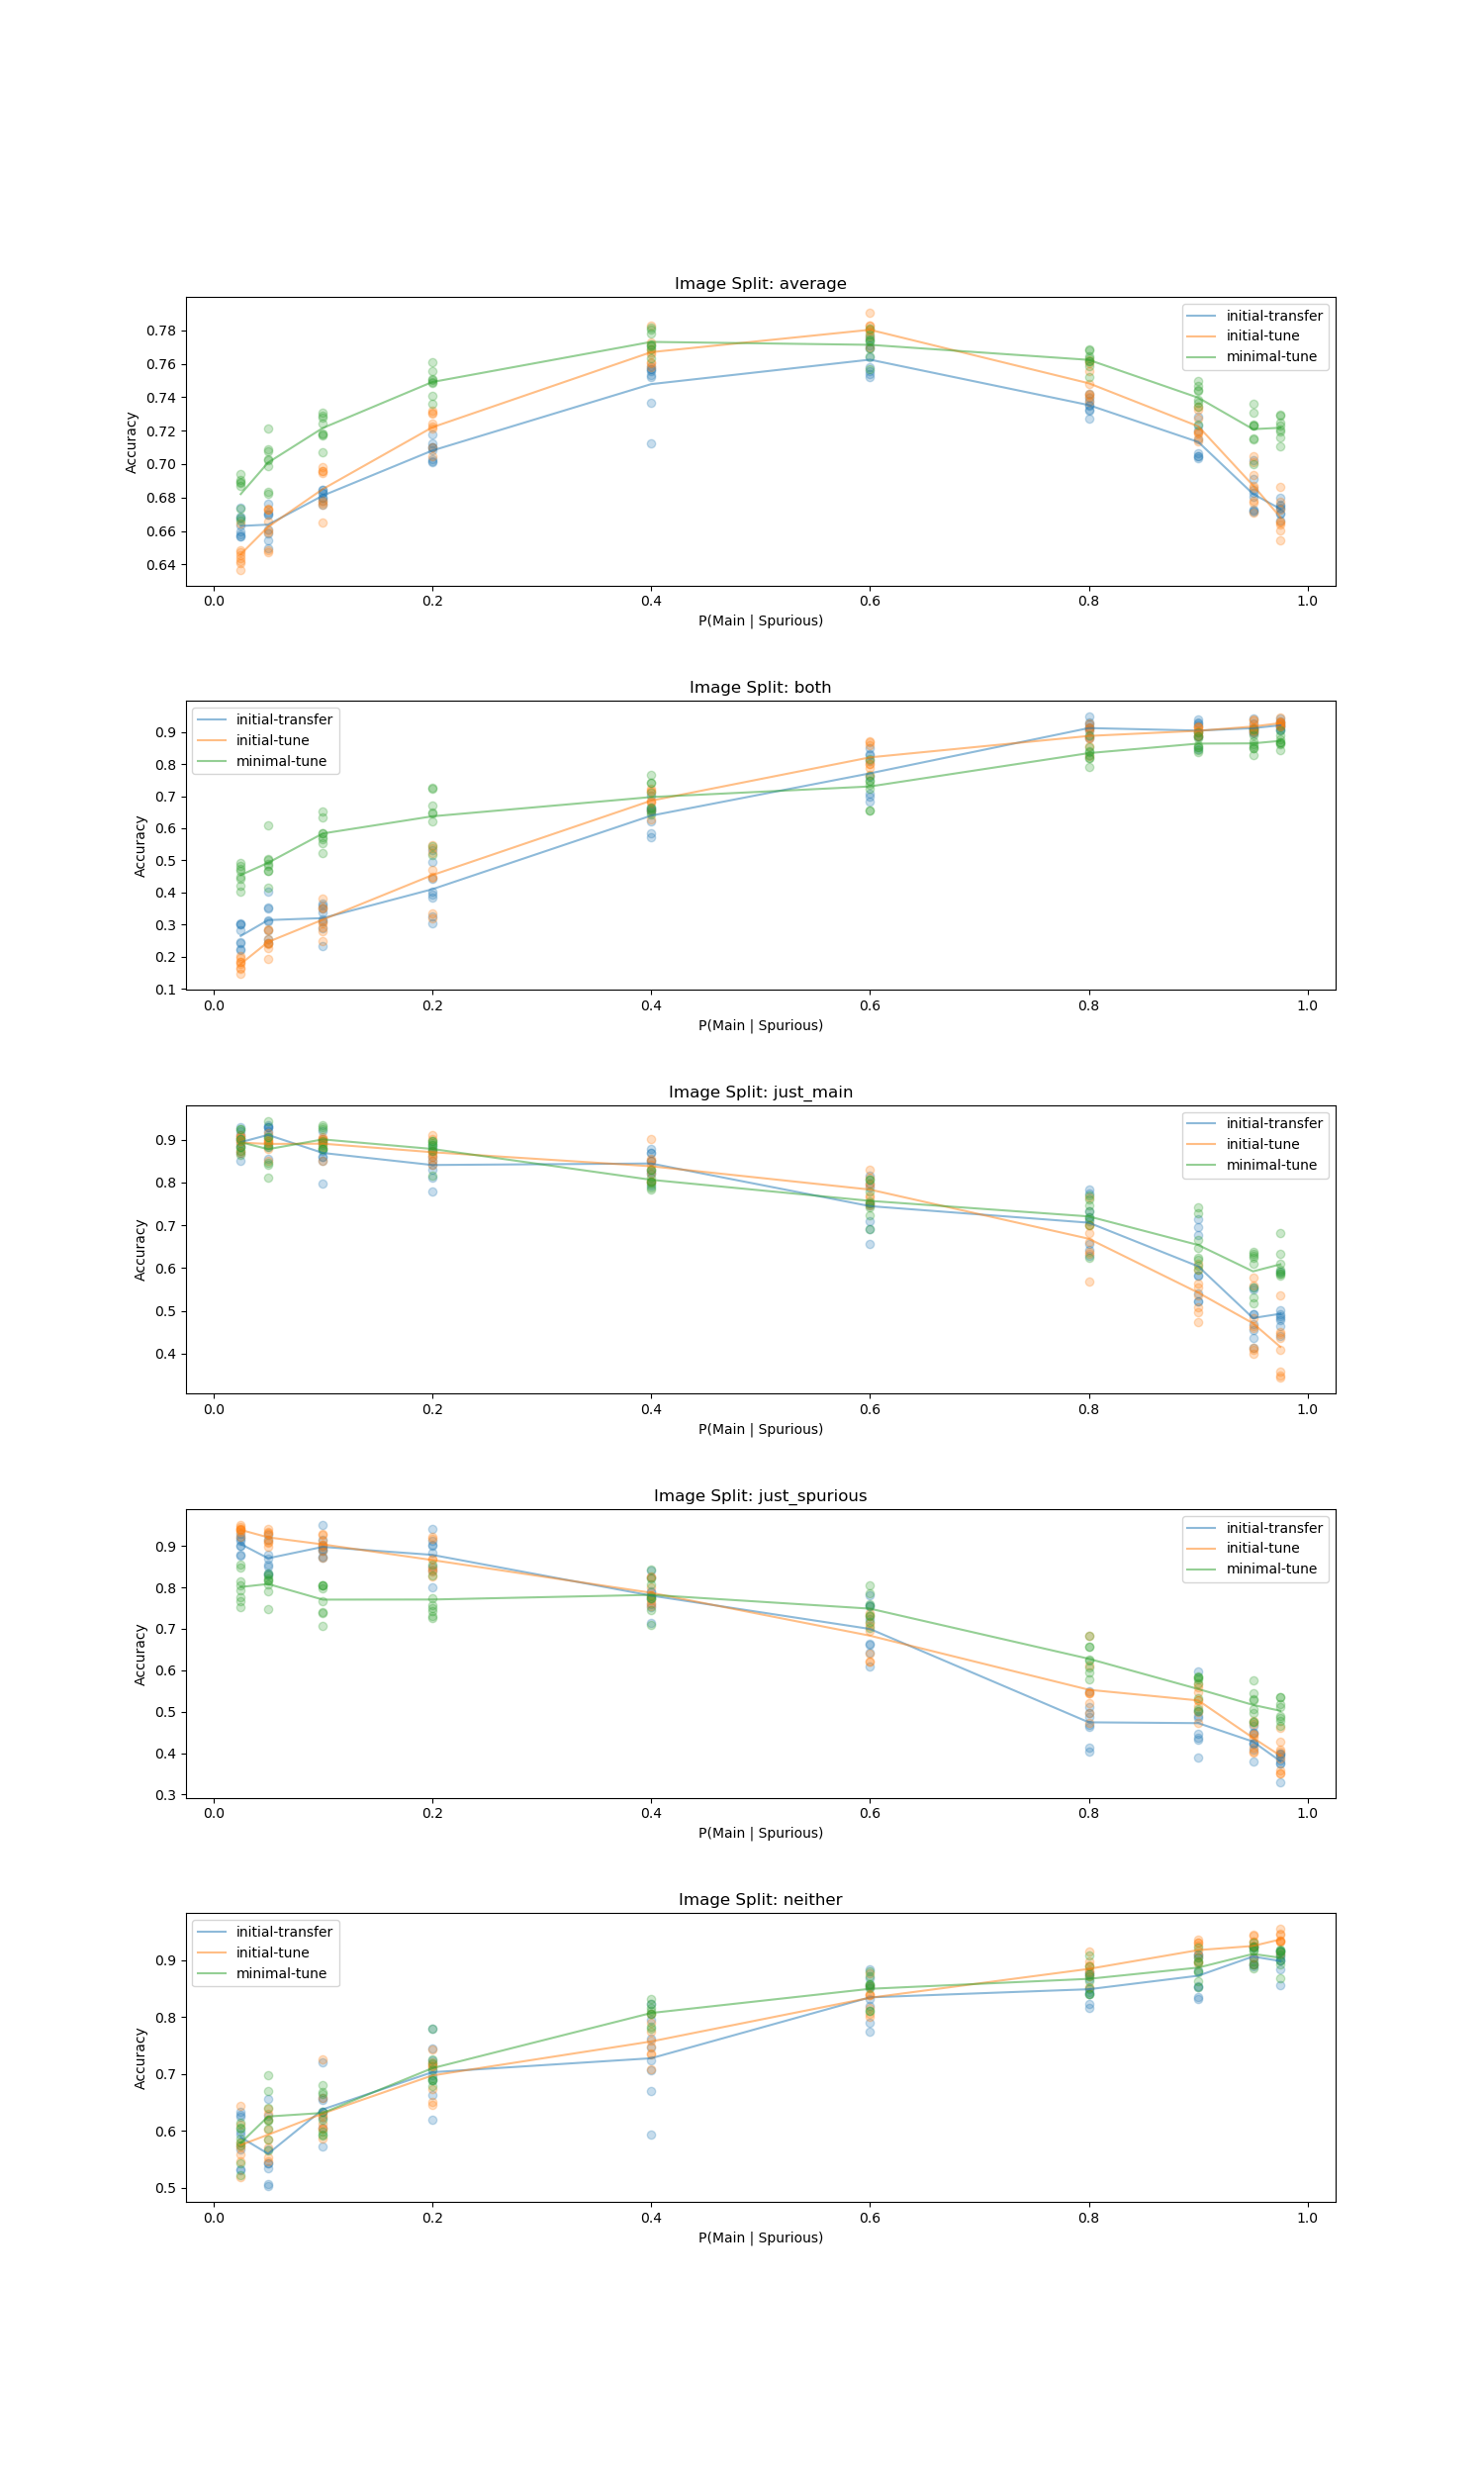 Image Split: average
initial-transfer
initial-tune
minimal-tune
Accuracy
0.78
0.76
0.74
0.72
0.70
0.68
0.66
0.64
0.0 0.2 0.4 0.6 0.8 1.0
P(Main | Spurious)
Image Split: both
initial-transfer
initial-tune
minimal-tune
Accuracy
0.9
0.8
0.7
0.6
0.5
0.4
0.3
0.2
0.1
0.0 0.2 0.4 0.6 0.8 1.0
P(Main | Spurious)
Image Split: just_main
initial-transfer
initial-tune
minimal-tune
Accuracy
0.9
0.8
0.7
0.6
0.5
0.4
0.0 0.2 0.4 0.6 0.8 1.0
P(Main | Spurious)
Image Split: just_spurious
initial-transfer
initial-tune
minimal-tune
Accuracy
0.9
0.8
0.7
0.6
0.5
0.4
0.3
0.0 0.2 0.4 0.6 0.8 1.0
P(Main | Spurious)
Image Split: neither
initial-transfer
initial-tune
minimal-tune
Accuracy
0.9
0.8
0.7
0.6
0.5
0.0 0.2 0.4 0.6 0.8 1.0
P(Main | Spurious)